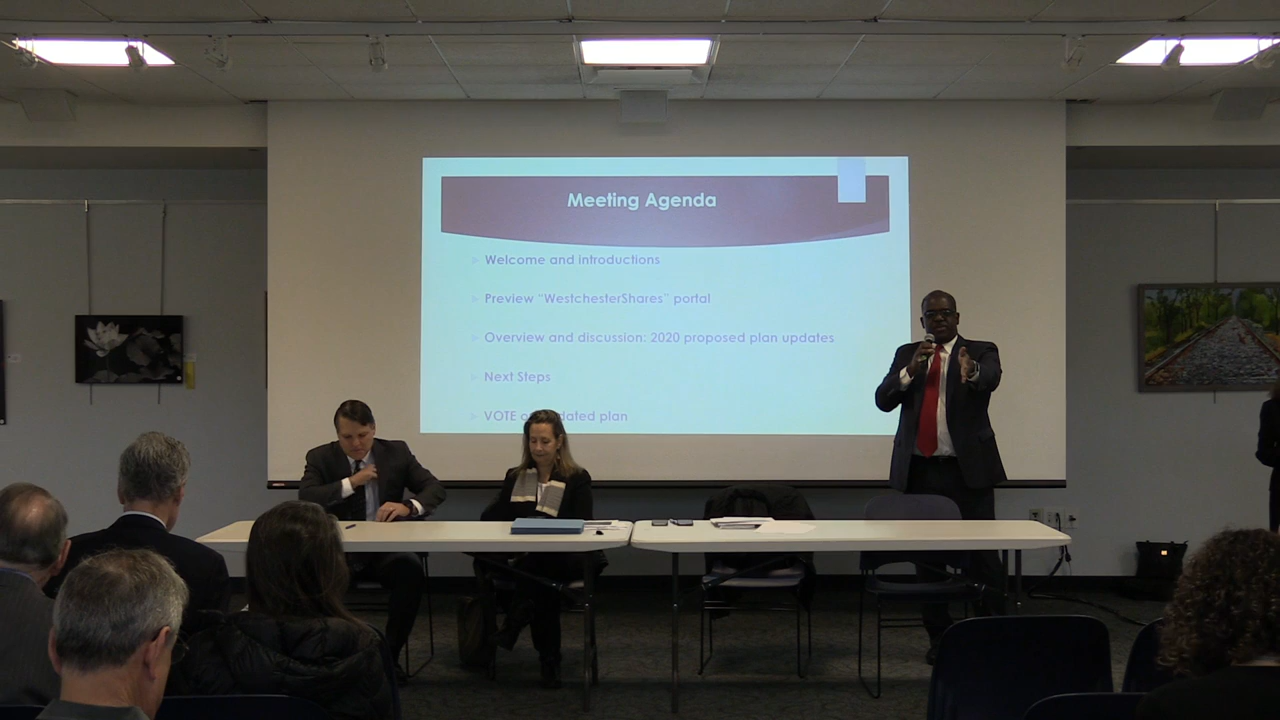 Meeting Agenda
Welcome and introductions
Preview “WestchesterShares” portal
Overview and discussion: 2020 proposed plan updates
Next Steps
VOTE plan